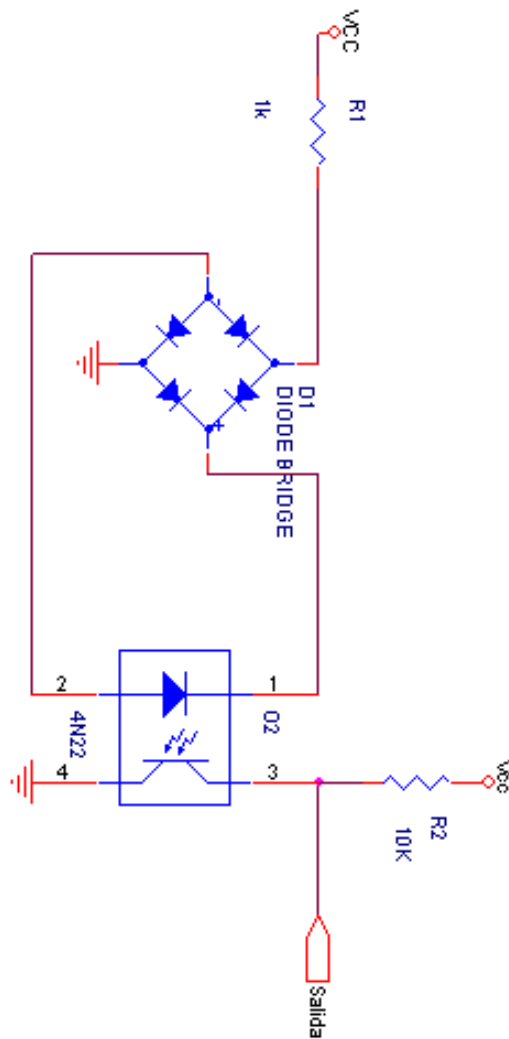 VCC
R1
1k
-
+
D1
DIODE BRIDGE
2
1
4N22
O2
4
3
Vcc
R2
10K
Salida